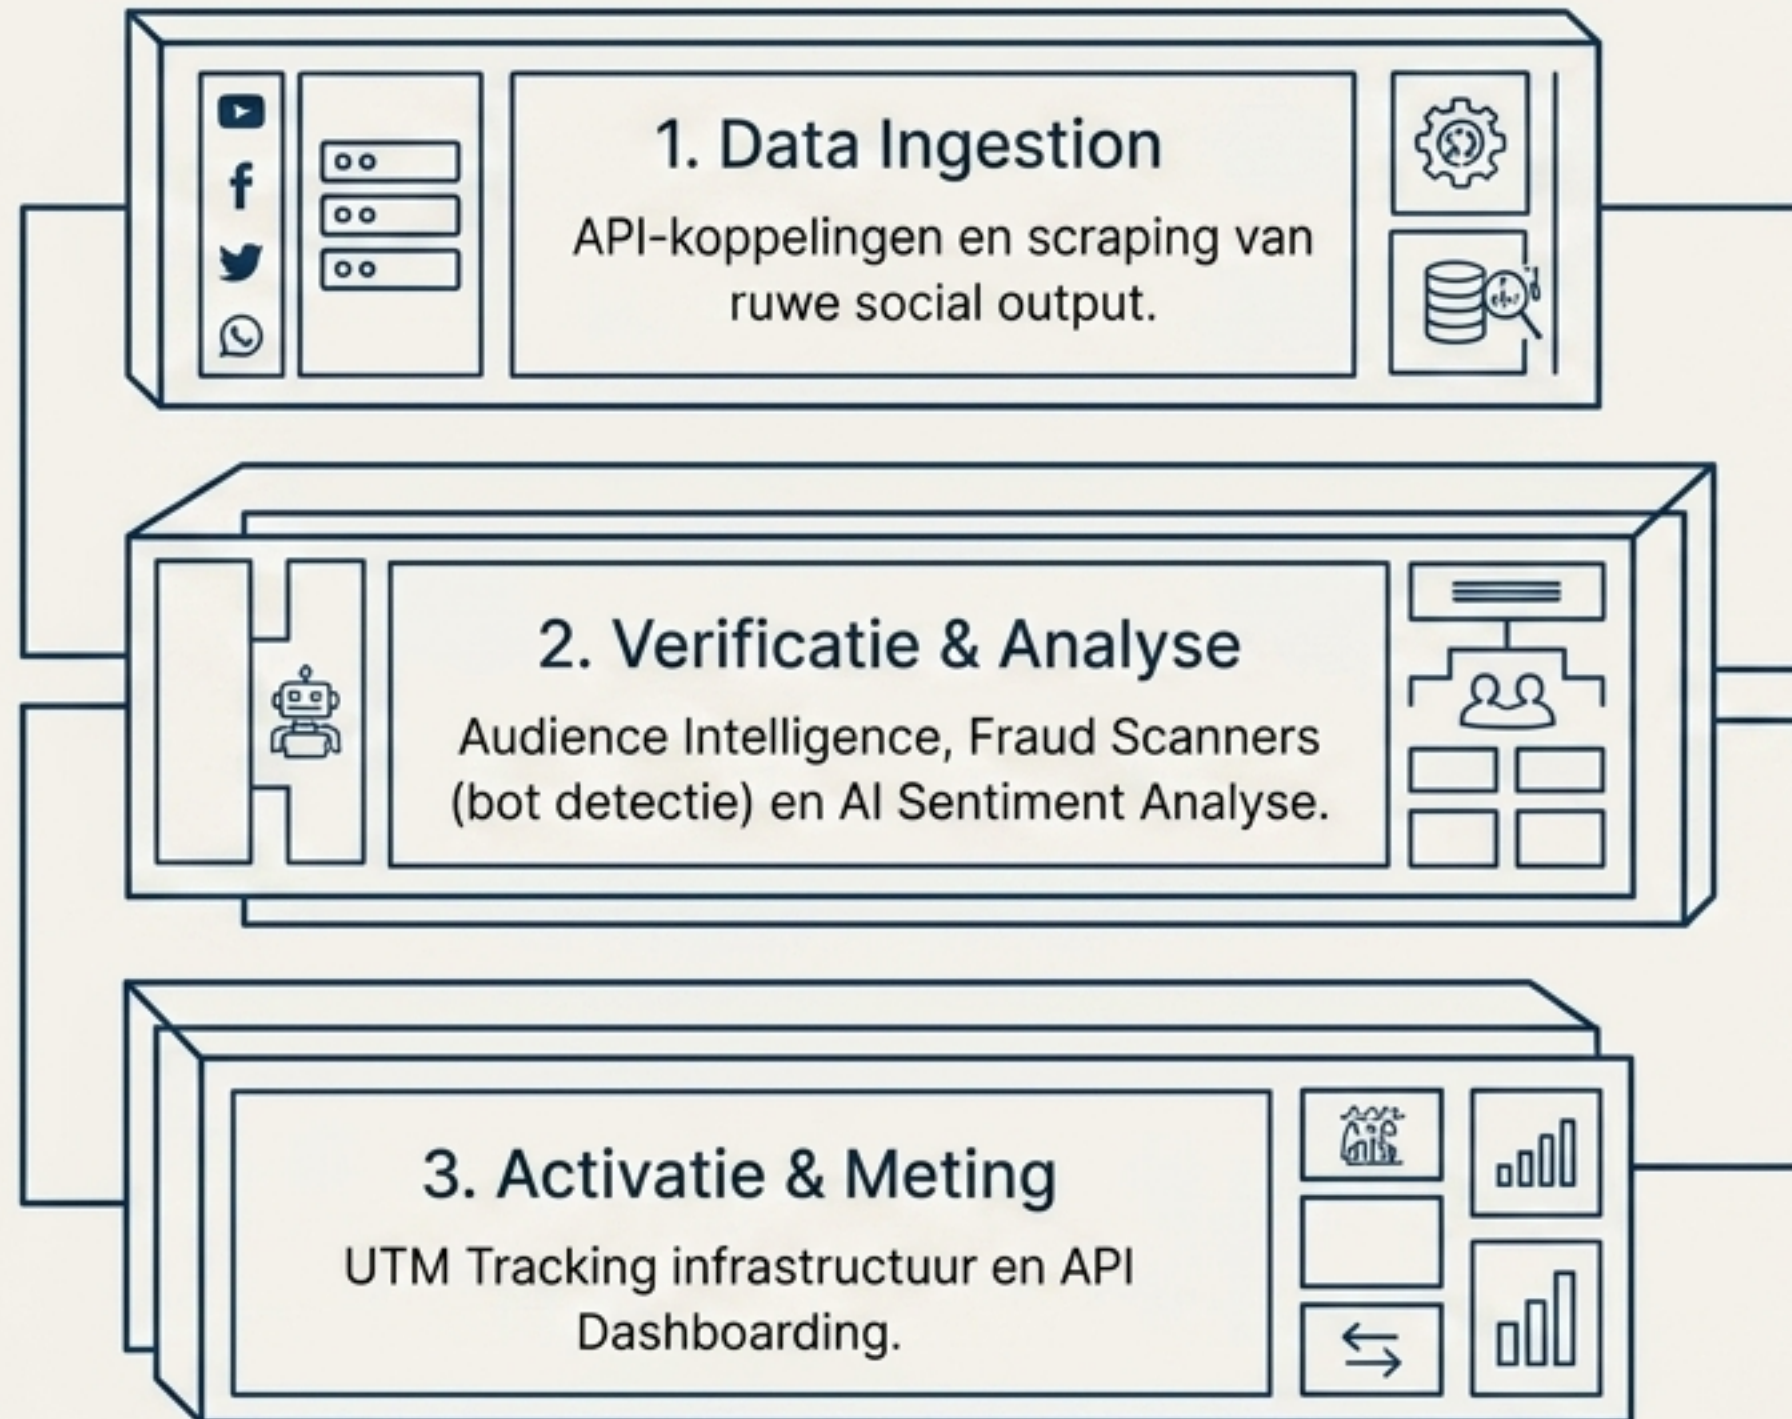 1. Data Ingestion
API-koppelingen en scraping van
ruwe social output.
2. Verificatie & Analyse
Audience Intelligence, Fraud Scanners
(bot detectie) en AI Sentiment Analyse.
3. Activatie & Meting
UTM Tracking infrastructuur en API
Dashboarding.